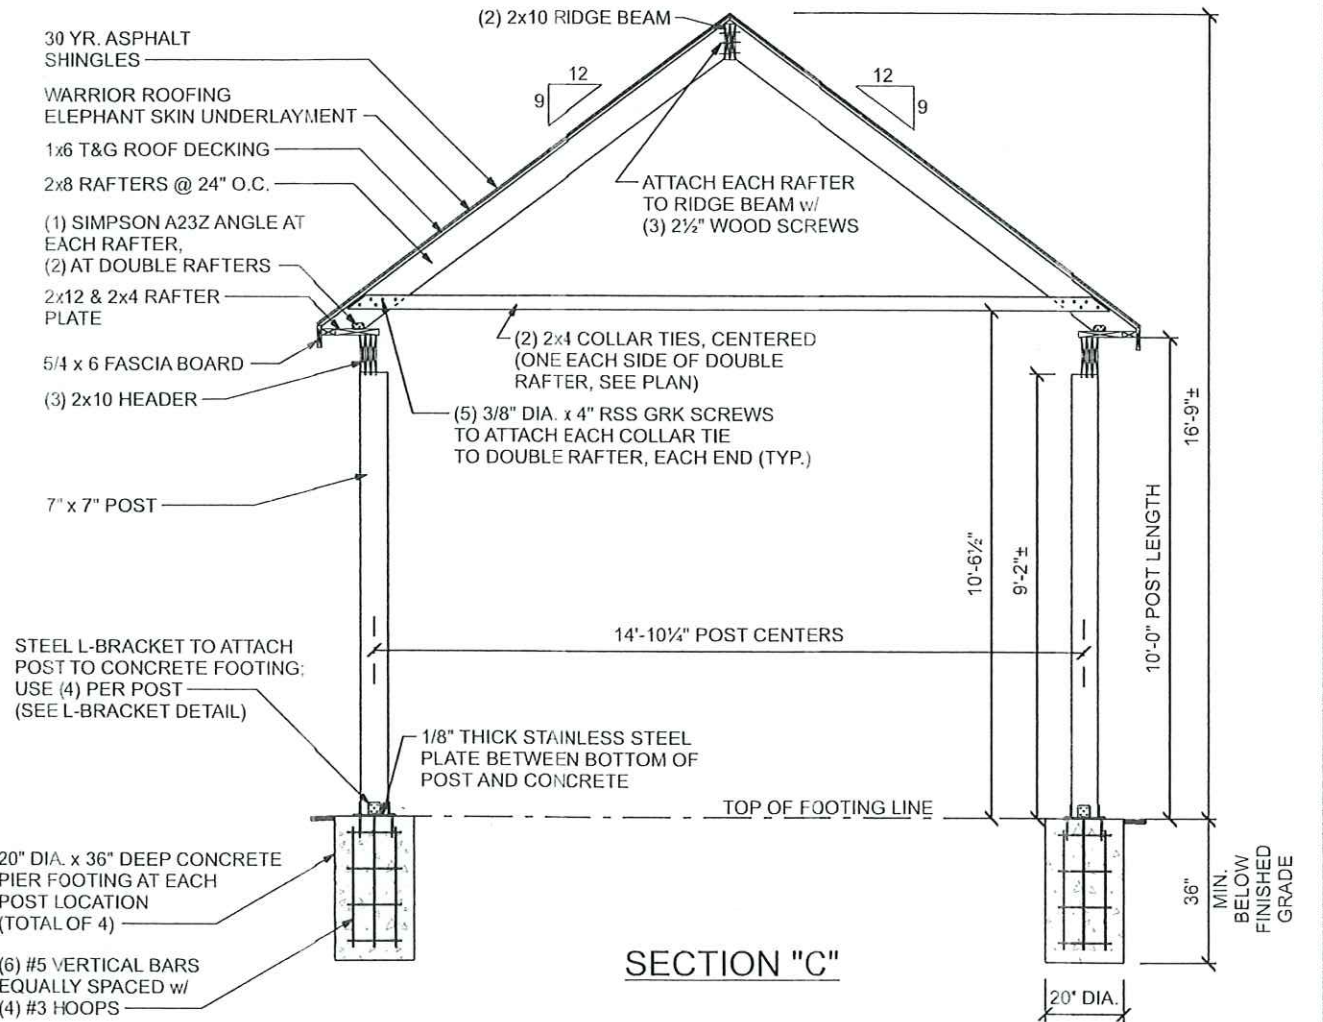 (2) 2x10 RIDGE BEAM
30 YR. ASPHALT
SHINGLES
WARRIOR ROOFING
ELEPHANT SKIN UNDERLAYMENT
1x6 T&G ROOF DECKING
2x8 RAFTERS @ 24" O.C.
(1) SIMPSON A23Z ANGLE AT
EACH RAFTER,
(2) AT DOUBLE RAFTERS
2x12 & 2x4 RAFTER
PLATE
5/4 x 6 FASCIA BOARD
(3) 2x10 HEADER
7" x 7" POST
12
9
12
9
ATTACH EACH RAFTER
TO RIDGE BEAM w/
(3) 2½" WOOD SCREWS
(2) 2x4 COLLAR TIES, CENTERED
(ONE EACH SIDE OF DOUBLE
RAFTER, SEE PLAN)
(5) 3/8" DIA. x 4" RSS GRK SCREWS
TO ATTACH EACH COLLAR TIE
TO DOUBLE RAFTER, EACH END (TYP.)
10'-6½"
9'-2"±
10'-0" POST LENGTH
16'-9"±
14'-10¼" POST CENTERS
STEEL L-BRACKET TO ATTACH
POST TO CONCRETE FOOTING;
USE (4) PER POST
(SEE L-BRACKET DETAIL)
1/8" THICK STAINLESS STEEL
PLATE BETWEEN BOTTOM OF
POST AND CONCRETE
TOP OF FOOTING LINE
20" DIA. x 36" DEEP CONCRETE
PIER FOOTING AT EACH
POST LOCATION
(TOTAL OF 4)
(6) #5 VERTICAL BARS
EQUALLY SPACED w/
(4) #3 HOOPS
36"
MIN.
BELOW
FINISHED
GRADE
20" DIA.
SECTION "C"